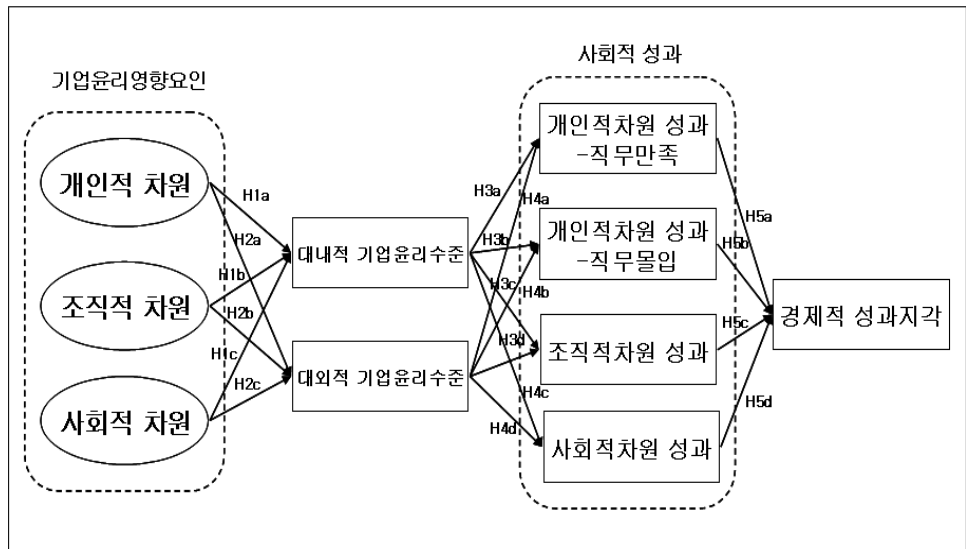 사회적 성과
기업윤리영향요인
개인적 차원
조직적 차원
사회적 차원
H1a
H2a
H1b
H2b
H1c
H2c
대내적 기업윤리수준
대외적 기업윤리수준
H3a
H4a
H3b
H3c
H4b
H3d
H4c
H4d
개인적차원 성과
-직무만족
개인적차원 성과
-직무몰입
조직적차원 성과
사회적차원 성과
H5a
H5b
H5c
H5d
경제적 성과지각